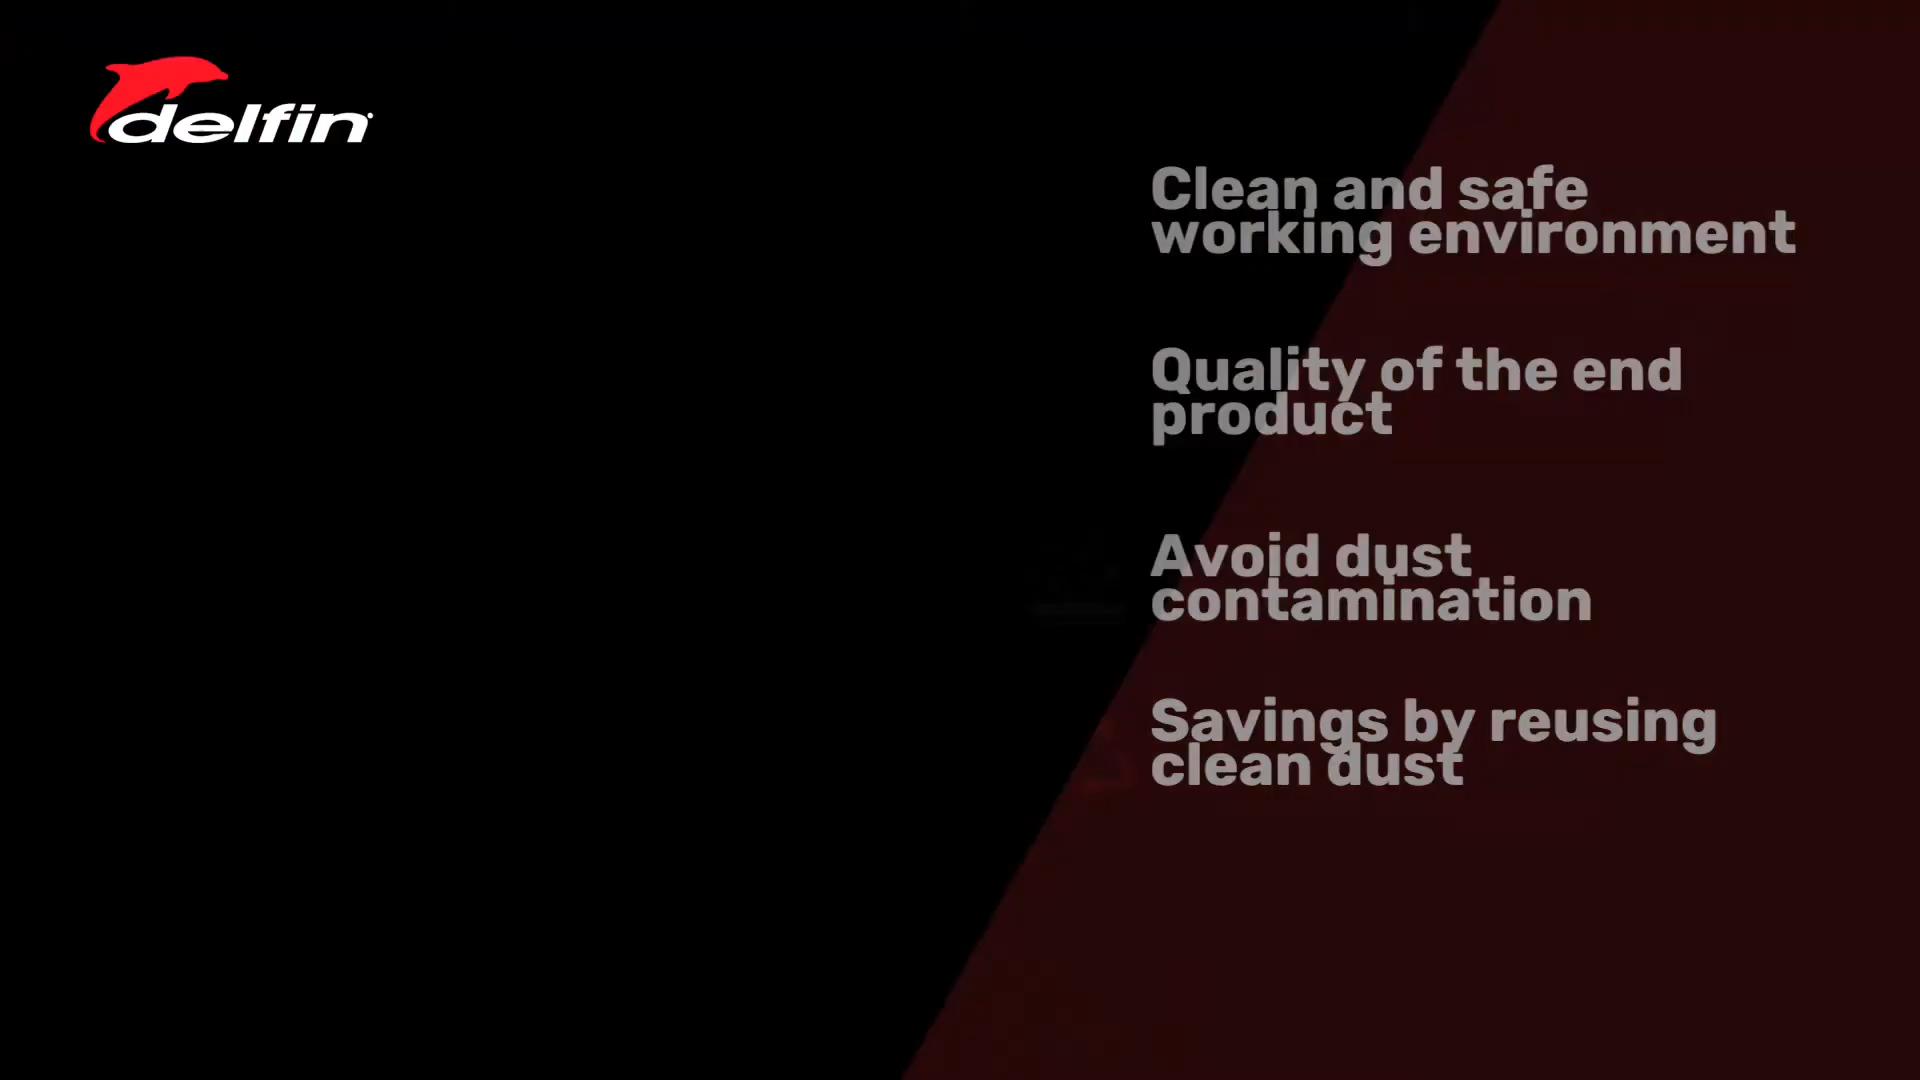 delfin
Clean and safe
working environment
Quality of the end
product
Avoid dust
contamination
Savings by reusing
clean dust